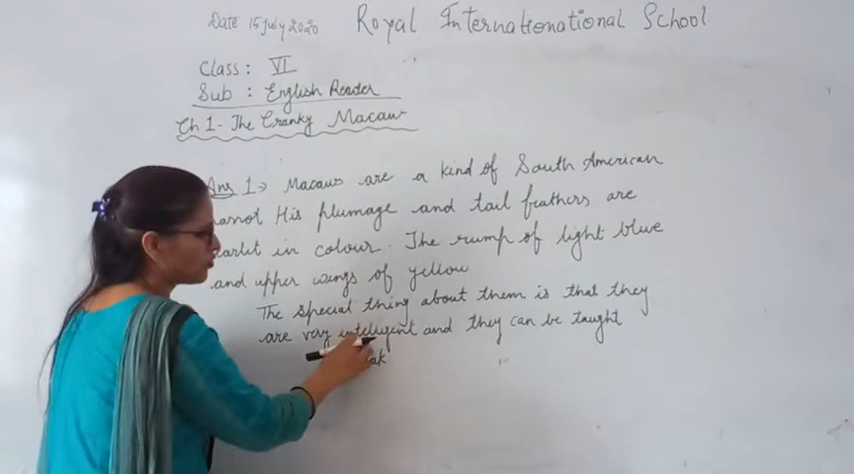 Date 15 July 2020 Royal International School
Class : VI
Sub : English Reader
Ch 1 - The Cranky Macaw
Ans 1 → Macaws are a kind of South American
His plumage and tail feathers are
in colour. The rump of light blue
and upper wings of yellow
The special thing about them is that they
are very intelligent and they can be taught